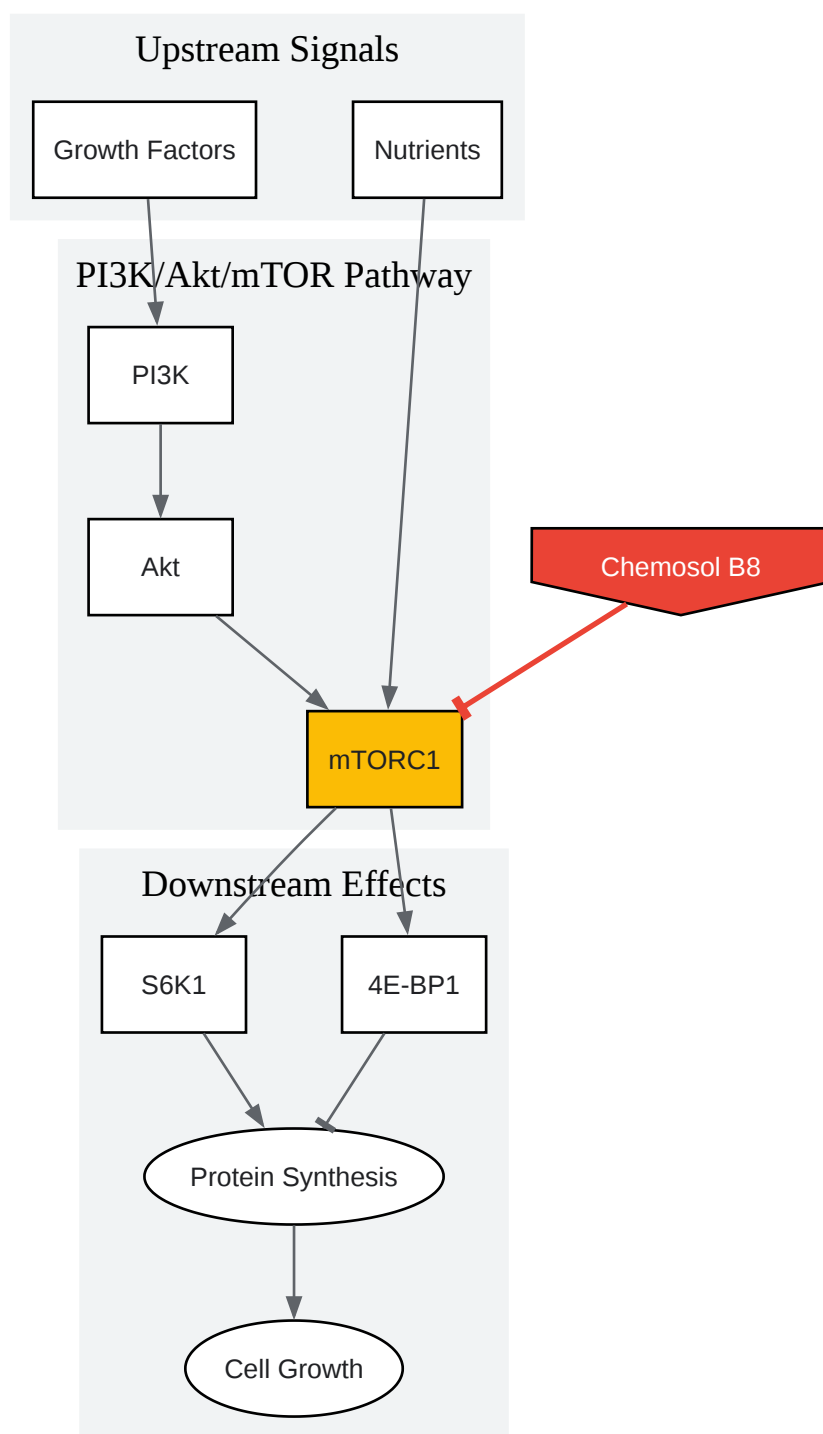 Upstream Signals
Growth Factors
Nutrients
PI3K/Akt/mTOR Pathway
PI3K
Akt
Chemosol B8
mTORC1
Downstream Effects
S6K1
4E-BP1
Protein Synthesis
Cell Growth